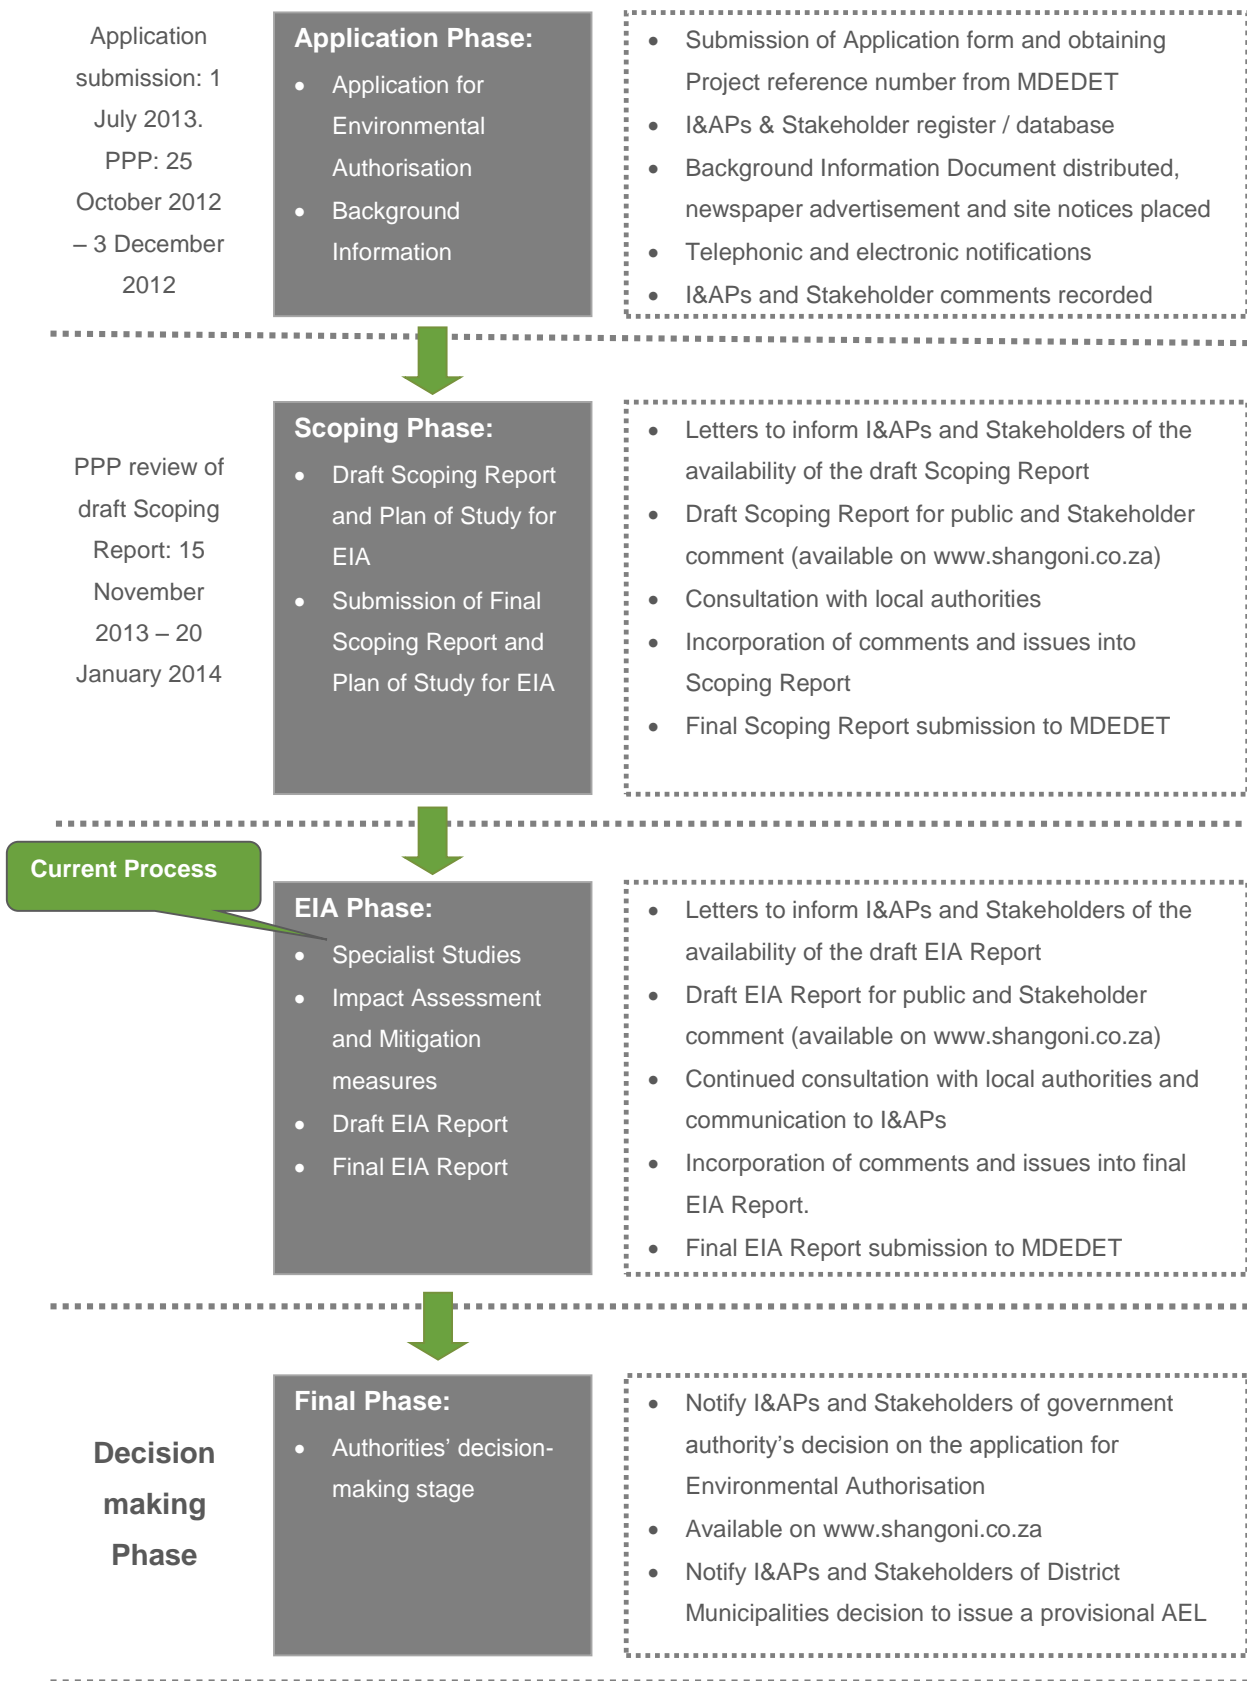 Application
submission: 1
July 2013.
PPP: 25
October 2012
– 3 December
2012
Application Phase:
• Application for
Environmental
Authorisation
• Background
Information
• Submission of Application form and obtaining
Project reference number from MDEDET
• I&APs & Stakeholder register / database
• Background Information Document distributed,
newspaper advertisement and site notices placed
• Telephonic and electronic notifications
• I&APs and Stakeholder comments recorded
PPP review of
draft Scoping
Report: 15
November
2013 – 20
January 2014
Scoping Phase:
• Draft Scoping Report
and Plan of Study for
EIA
• Submission of Final
Scoping Report and
Plan of Study for EIA
• Letters to inform I&APs and Stakeholders of the
availability of the draft Scoping Report
• Draft Scoping Report for public and Stakeholder
comment (available on www.shangoni.co.za)
• Consultation with local authorities
• Incorporation of comments and issues into
Scoping Report
• Final Scoping Report submission to MDEDET
Current Process
EIA Phase:
• Specialist Studies
• Impact Assessment
and Mitigation
measures
• Draft EIA Report
• Final EIA Report
• Letters to inform I&APs and Stakeholders of the
availability of the draft EIA Report
• Draft EIA Report for public and Stakeholder
comment (available on www.shangoni.co.za)
• Continued consultation with local authorities and
communication to I&APs
• Incorporation of comments and issues into final
EIA Report.
• Final EIA Report submission to MDEDET
Decision
making
Phase
Final Phase:
• Authorities’ decision-
making stage
• Notify I&APs and Stakeholders of government
authority’s decision on the application for
Environmental Authorisation
• Available on www.shangoni.co.za
• Notify I&APs and Stakeholders of District
Municipalities decision to issue a provisional AEL